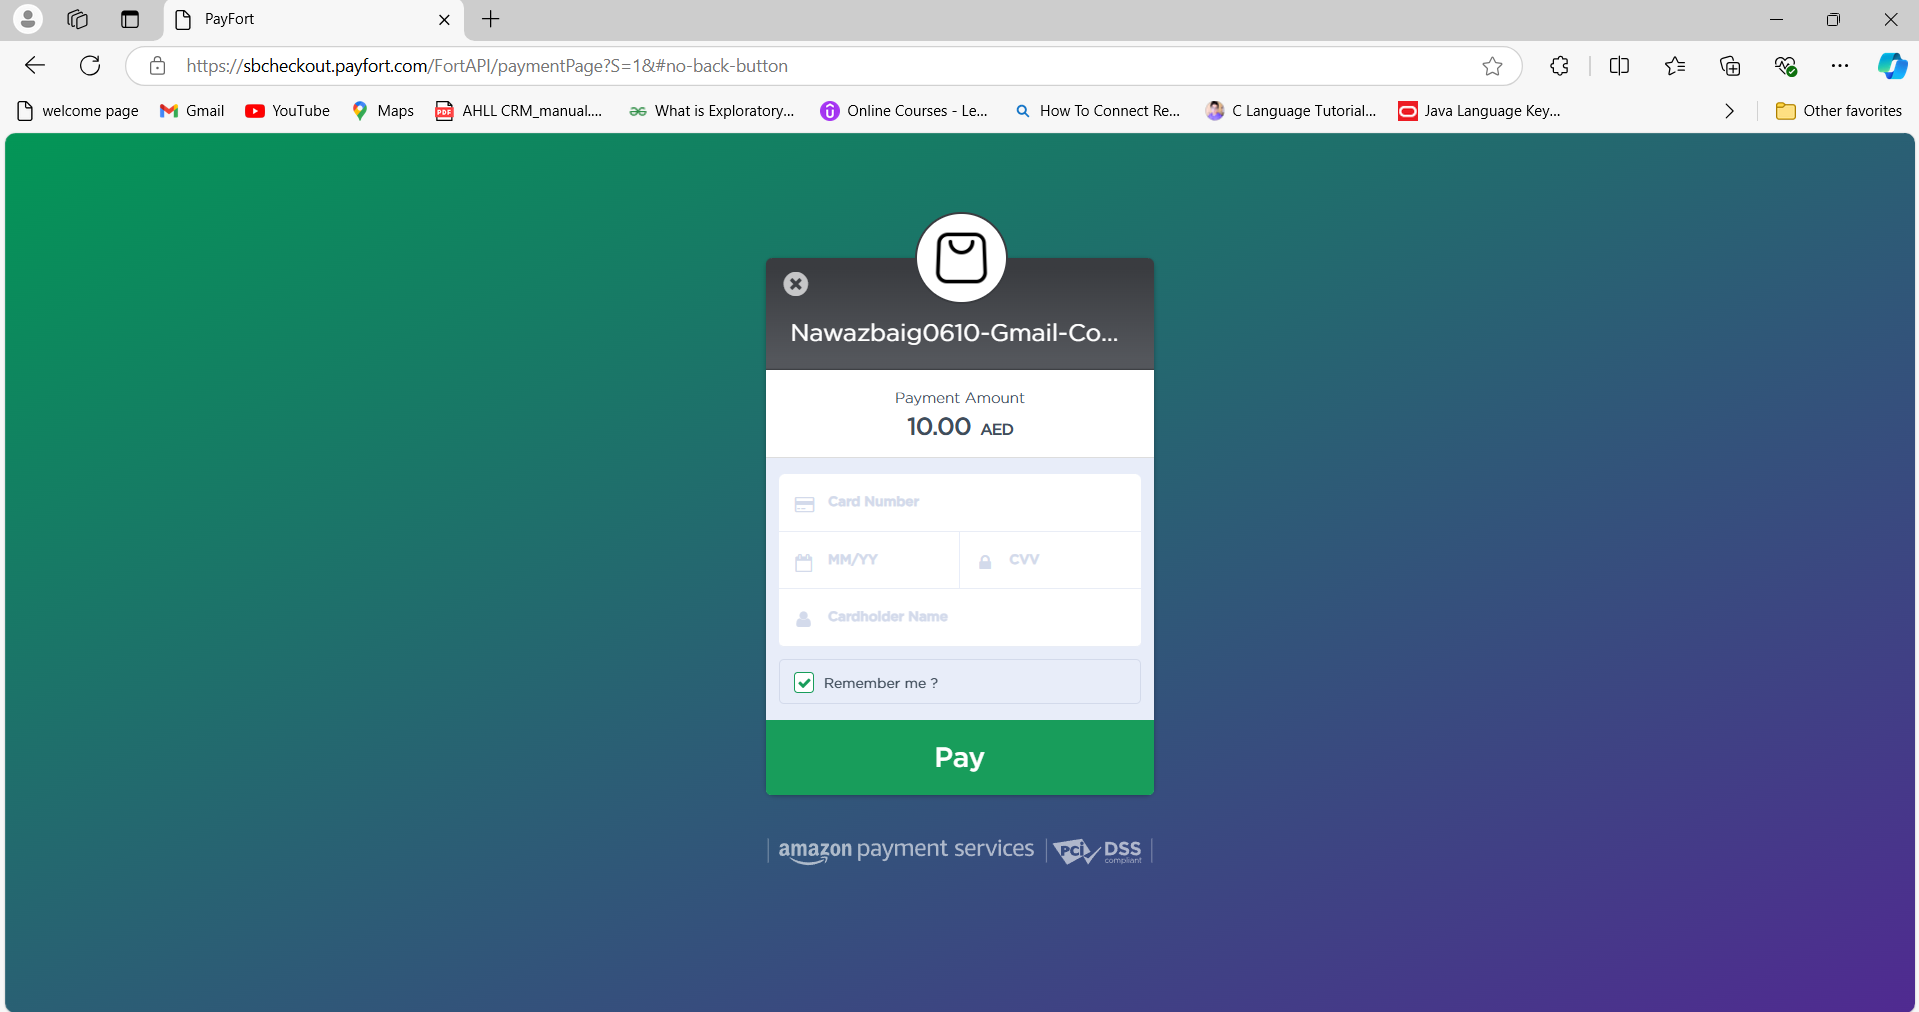 PayFort
https://sbcheckout.payfort.com/FortAPI/paymentPage?S=1&#no-back-button
welcome page
Gmail
YouTube
Maps
PDF
AHLL CRM_manual....
What is Exploratory...
Online Courses - Le...
How To Connect Re...
C Language Tutorial...
Java Language Key...
Other favorites
Nawazbaig0610-Gmail-Co...
Payment Amount
10.00 AED
Card Number
MM/YY
CVV
Cardholder Name
Remember me ?
Pay
amazon payment services
PCI DSS
compliant